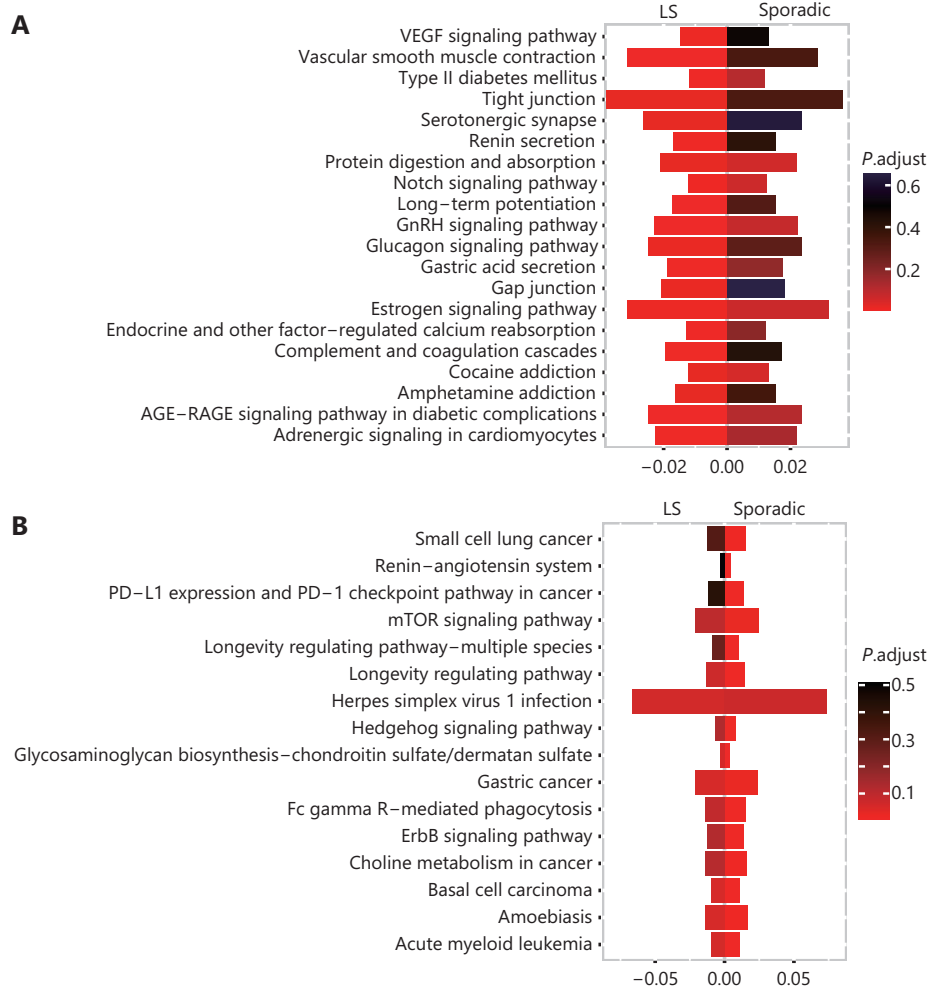 A
LS Sporadic
VEGF signaling pathway
Vascular smooth muscle contraction
Type II diabetes mellitus
Tight junction
Serotonergic synapse
Renin secretion
Protein digestion and absorption
Notch signaling pathway
Long−term potentiation
GnRH signaling pathway
Glucagon signaling pathway
Gastric acid secretion
Gap junction
Estrogen signaling pathway
Endocrine and other factor−regulated calcium reabsorption
Complement and coagulation cascades
Cocaine addiction
Amphetamine addiction
AGE−RAGE signaling pathway in diabetic complications
Adrenergic signaling in cardiomyocytes
−0.02 0.00 0.02
P.adjust
0.6
0.4
0.2
B
LS Sporadic
Small cell lung cancer
Renin−angiotensin system
PD−L1 expression and PD−1 checkpoint pathway in cancer
mTOR signaling pathway
Longevity regulating pathway−multiple species
Longevity regulating pathway
Herpes simplex virus 1 infection
Hedgehog signaling pathway
Glycosaminoglycan biosynthesis−chondroitin sulfate/dermatan sulfate
Gastric cancer
Fc gamma R−mediated phagocytosis
ErbB signaling pathway
Choline metabolism in cancer
Basal cell carcinoma
Amoebiasis
Acute myeloid leukemia
−0.05 0.00 0.05
P.adjust
0.5
0.3
0.1